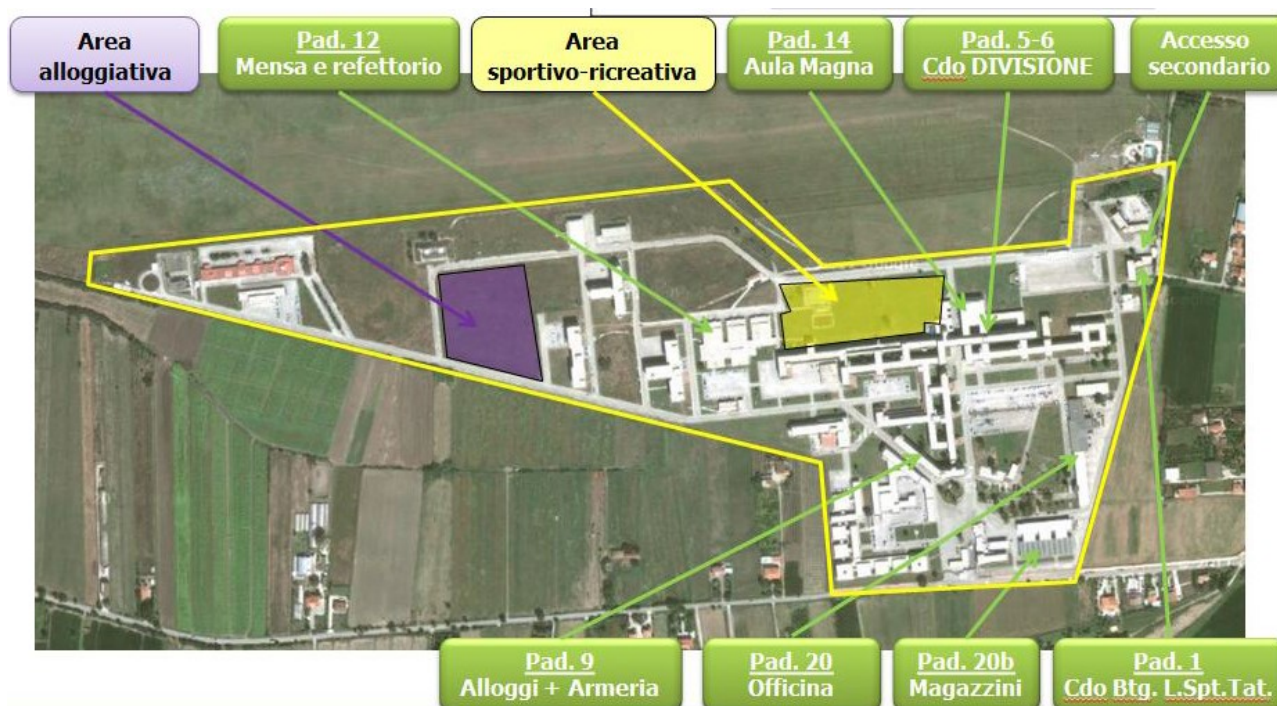 Area
alloggiativa
Pad. 12
Mensa e refettorio
Area
sportivo-ricreativa
Pad. 14
Aula Magna
Pad. 5-6
Cdo DIVISIONE
Accesso
secondario
Pad. 9
Alloggi + Armeria
Pad. 20
Officina
Pad. 20b
Magazzini
Pad. 1
Cdo Btg. L.Spt.Tat.